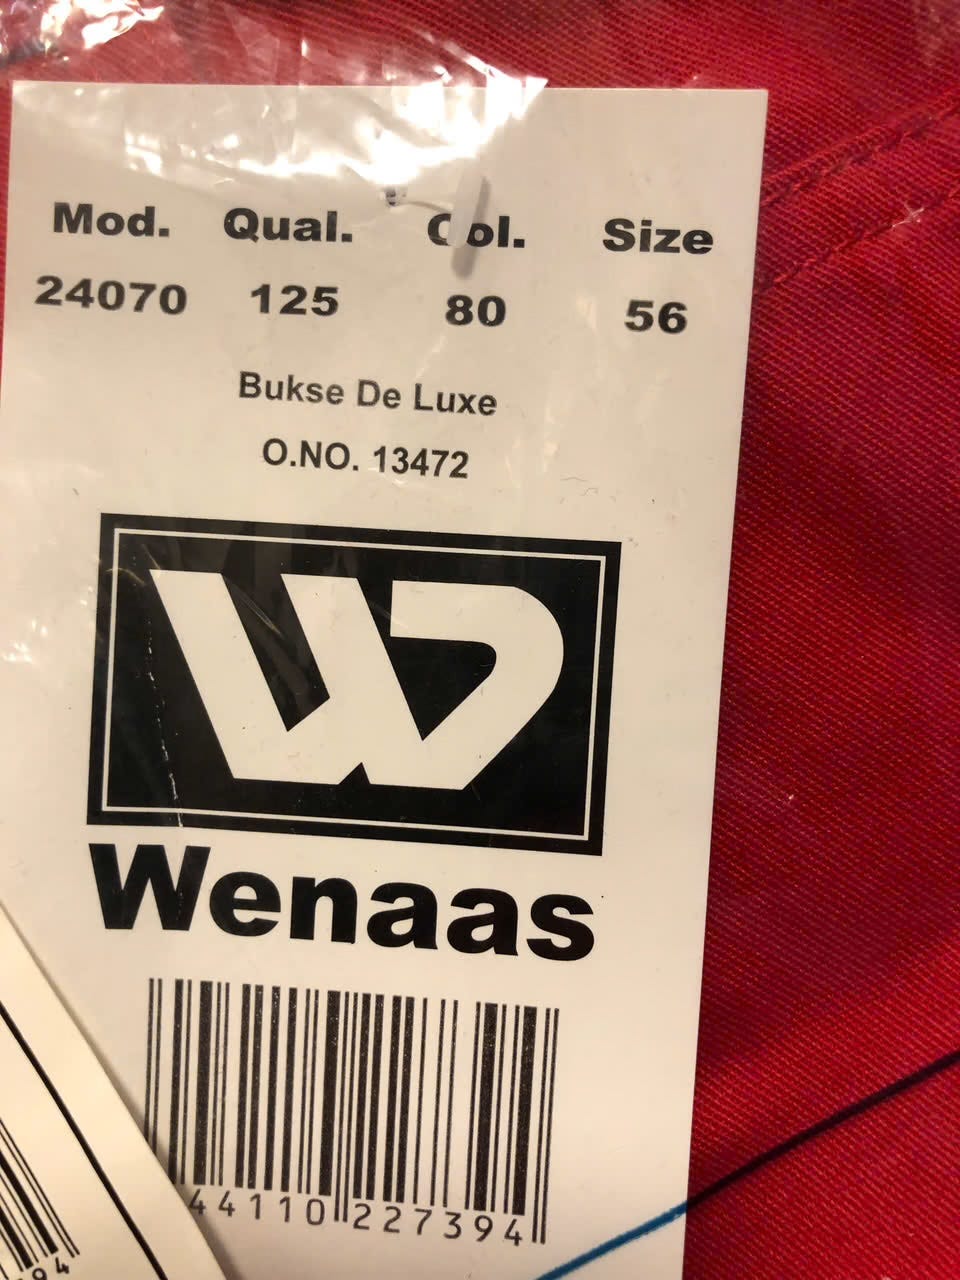 Mod. Qual. Col. Size
24070 125 80 56
Bukse De Luxe
O.NO. 13472
Wenaas
44110 227394